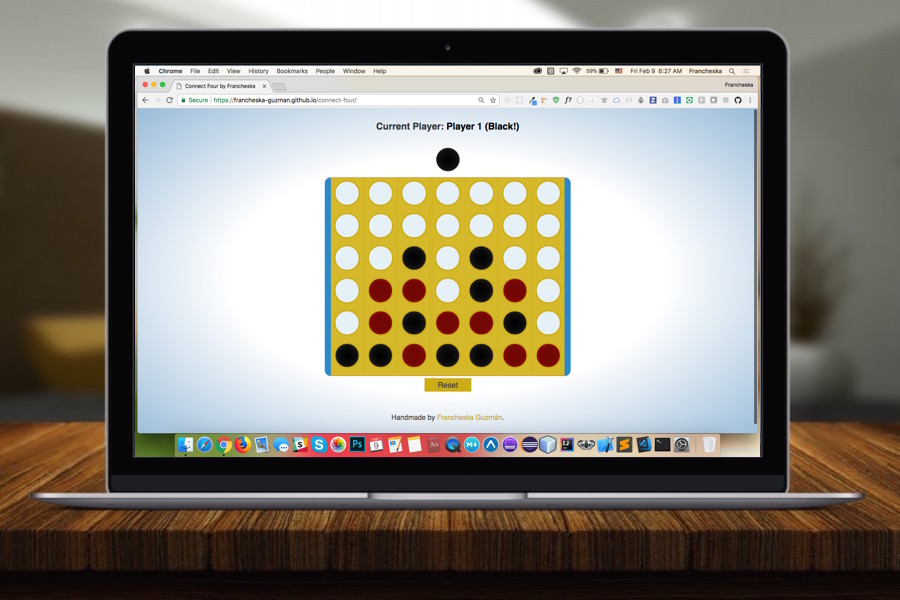 Chrome File Edit View History Bookmarks People Window Help 59% Fri Feb 9 6:27 AM Francheska
Connect Four by Francheska Francheska
Secure https://francheska-guzman.github.io/connect-four/
Current Player: Player 1 (Black!)
Reset
Handmade by Francheska Guzmán.